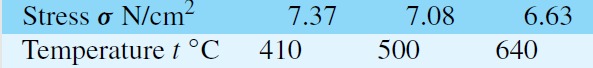 Stress σ N/cm² 7.37 7.08 6.63
Temperature t °C 410 500 640